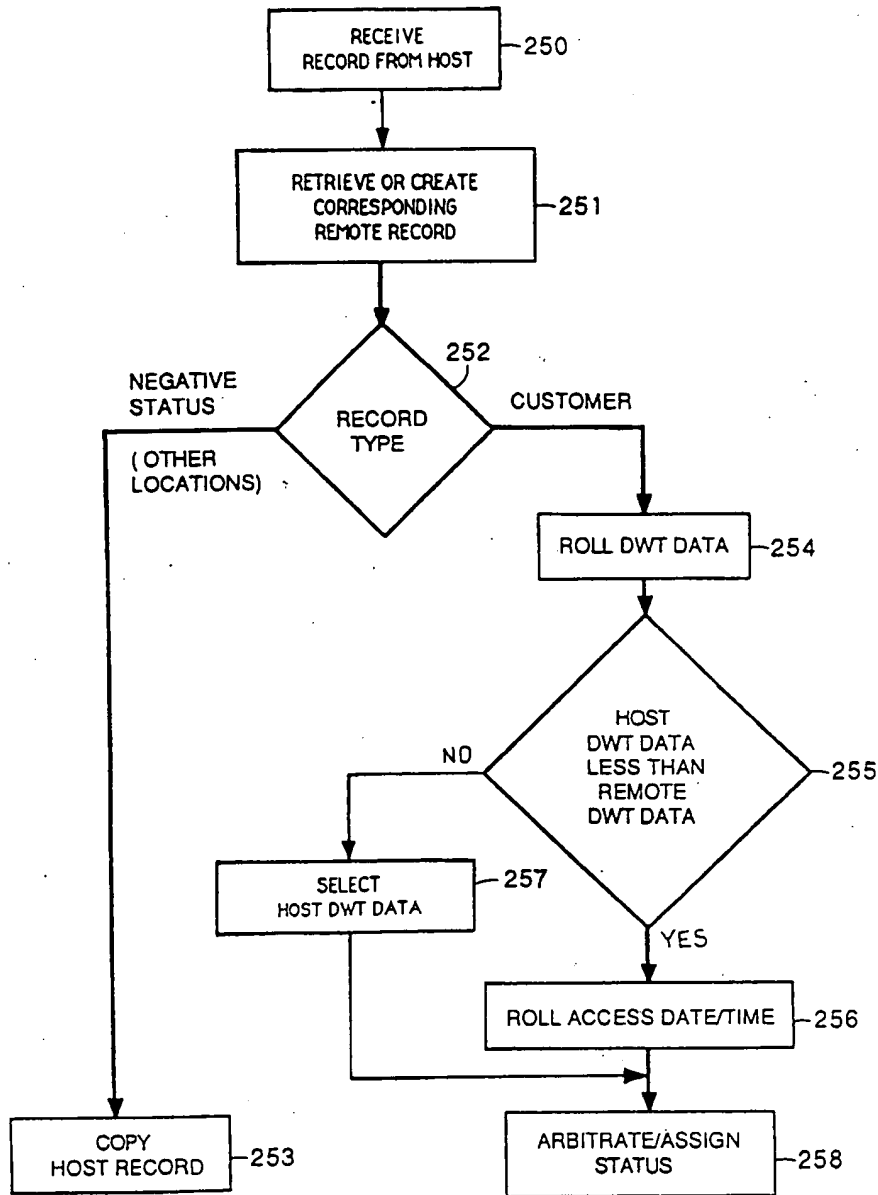 RECEIVE
RECORD FROM HOST
250
RETRIEVE OR CREATE
CORRESPONDING
REMOTE RECORD
251
252
NEGATIVE
STATUS
(OTHER
LOCATIONS)
RECORD
TYPE
CUSTOMER
ROLL DWT DATA
254
HOST
DWT DATA
LESS THAN
REMOTE
DWT DATA
255
NO
SELECT
HOST DWT DATA
257
YES
ROLL ACCESS DATE/TIME
256
COPY
HOST RECORD
253
ARBITRATE/ASSIGN
STATUS
258